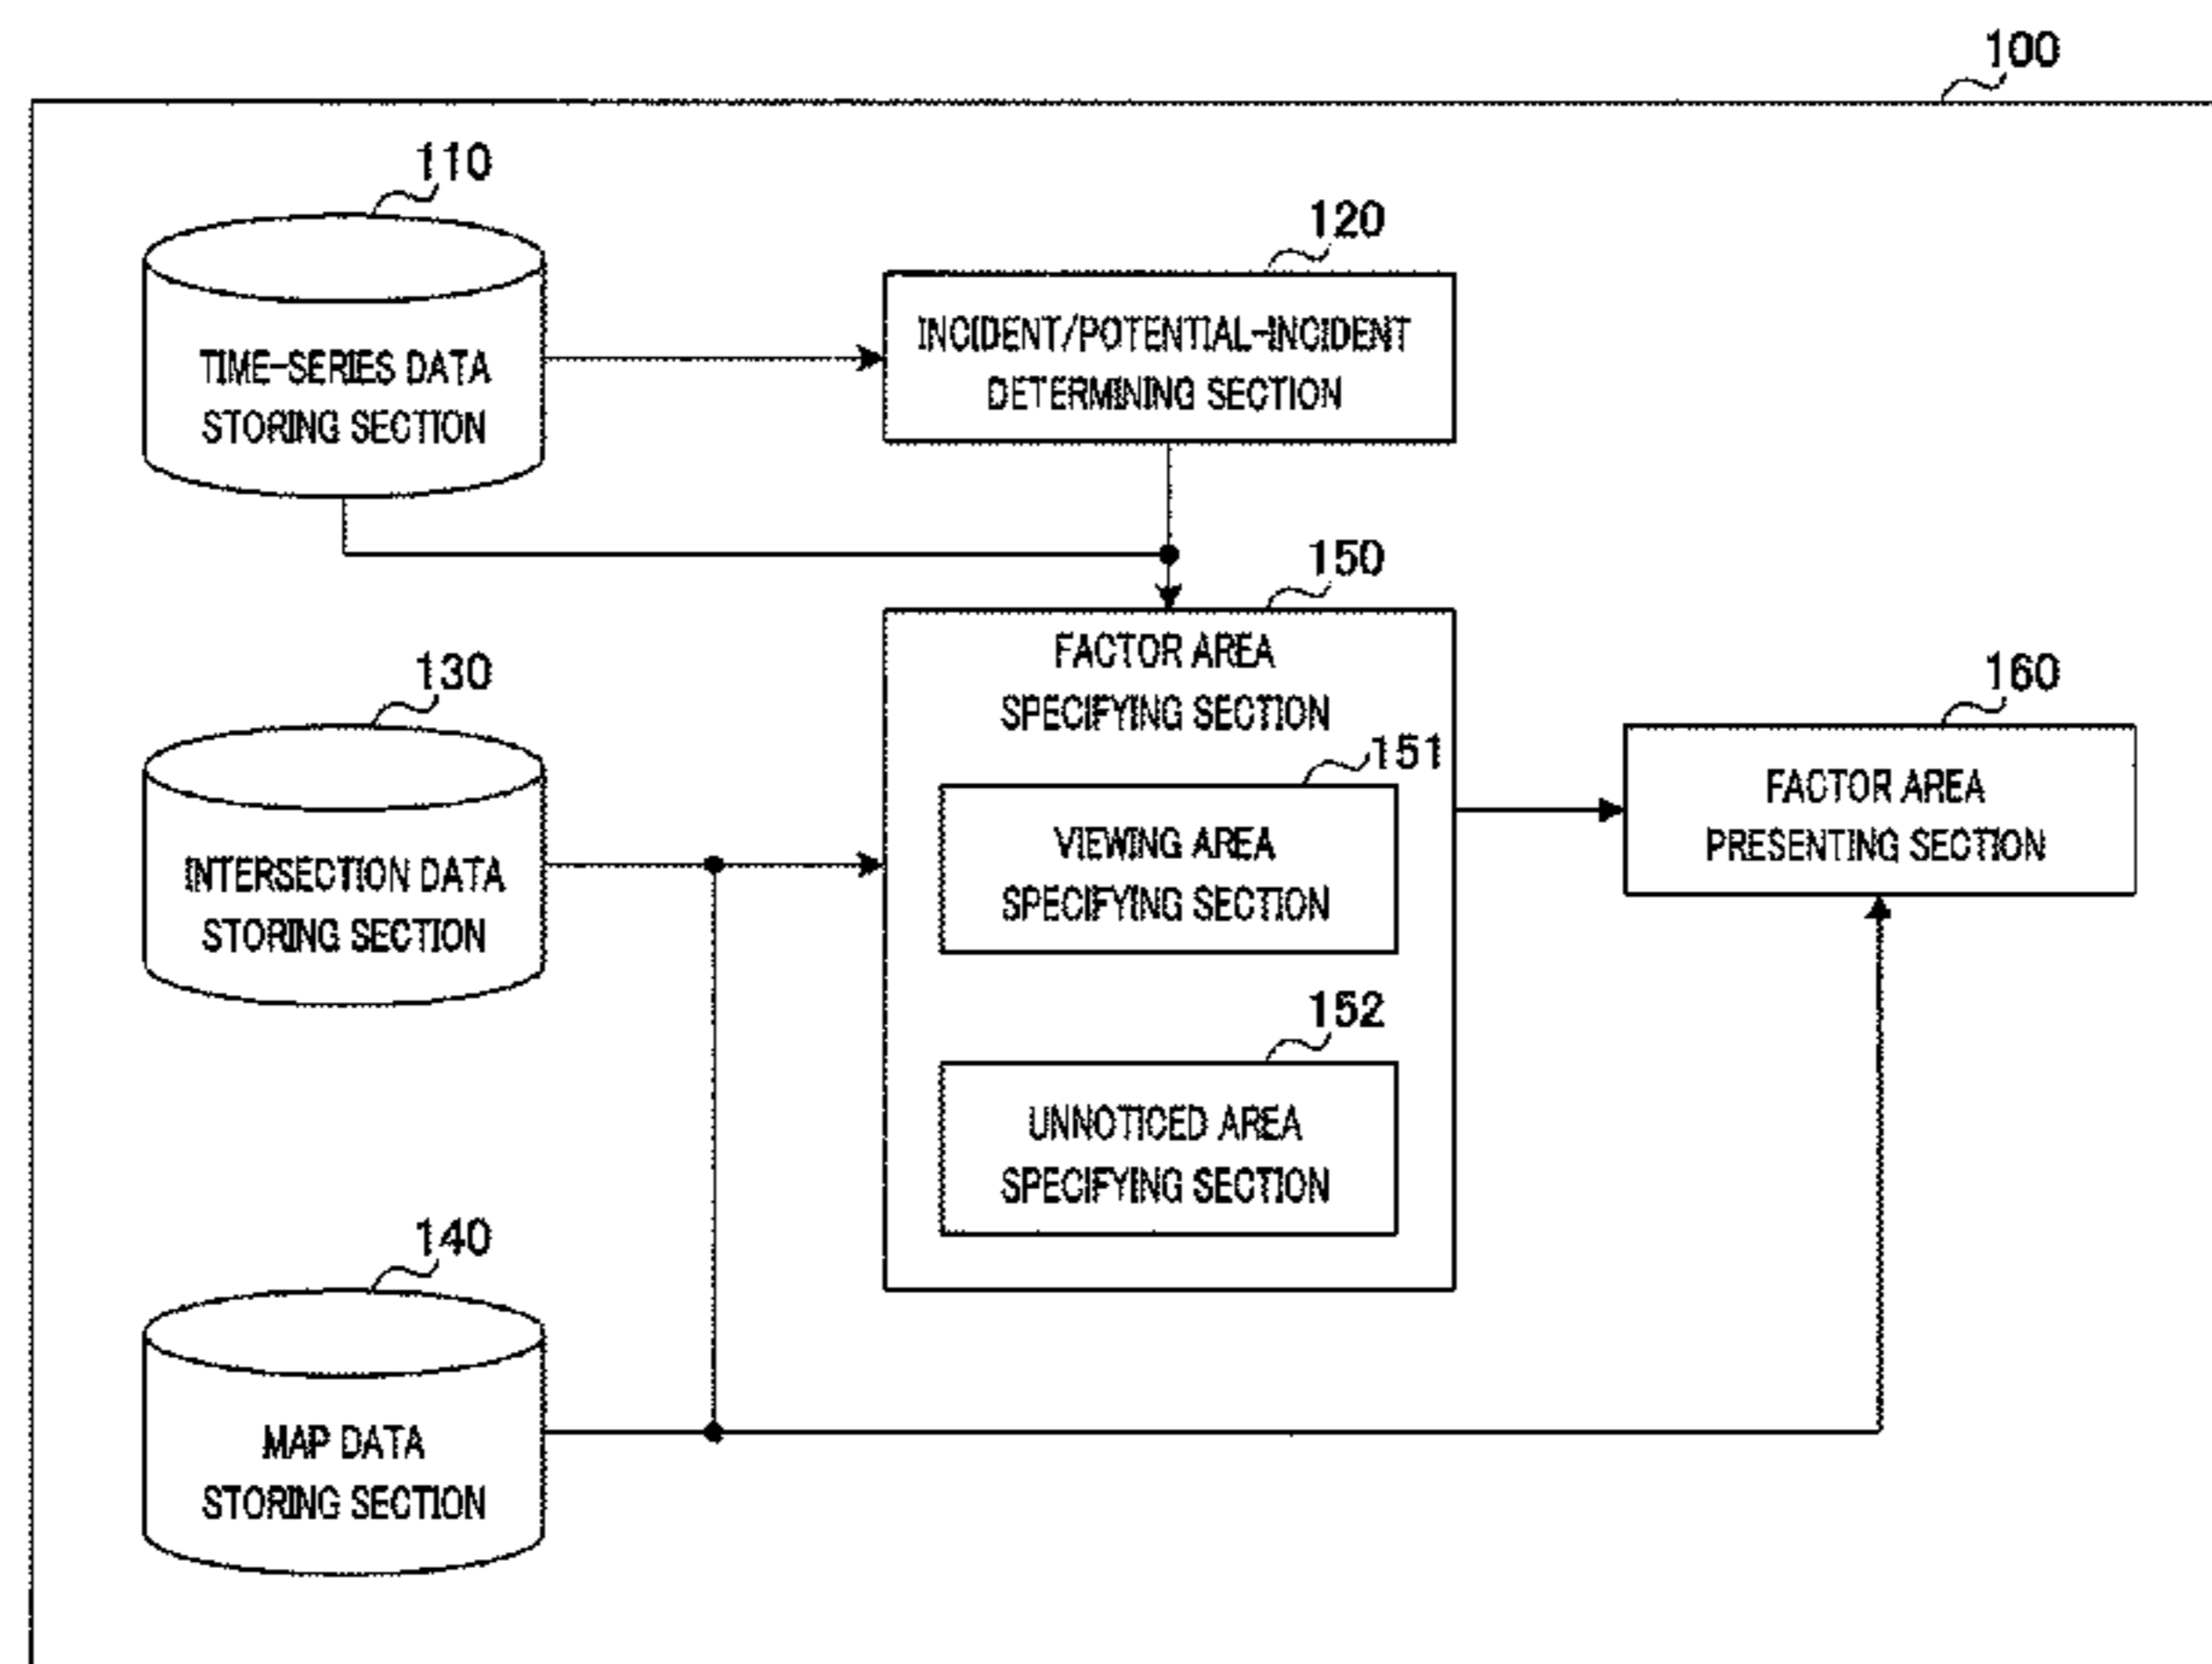 100
110
TIME-SERIES DATA
STORING SECTION
120
INCIDENT/POTENTIAL-INCIDENT
DETERMINING SECTION
150
FACTOR AREA
SPECIFYING SECTION
130
INTERSECTION DATA
STORING SECTION
151
VIEWING AREA
SPECIFYING SECTION
160
FACTOR AREA
PRESENTING SECTION
152
UNNOTICED AREA
SPECIFYING SECTION
140
MAP DATA
STORING SECTION